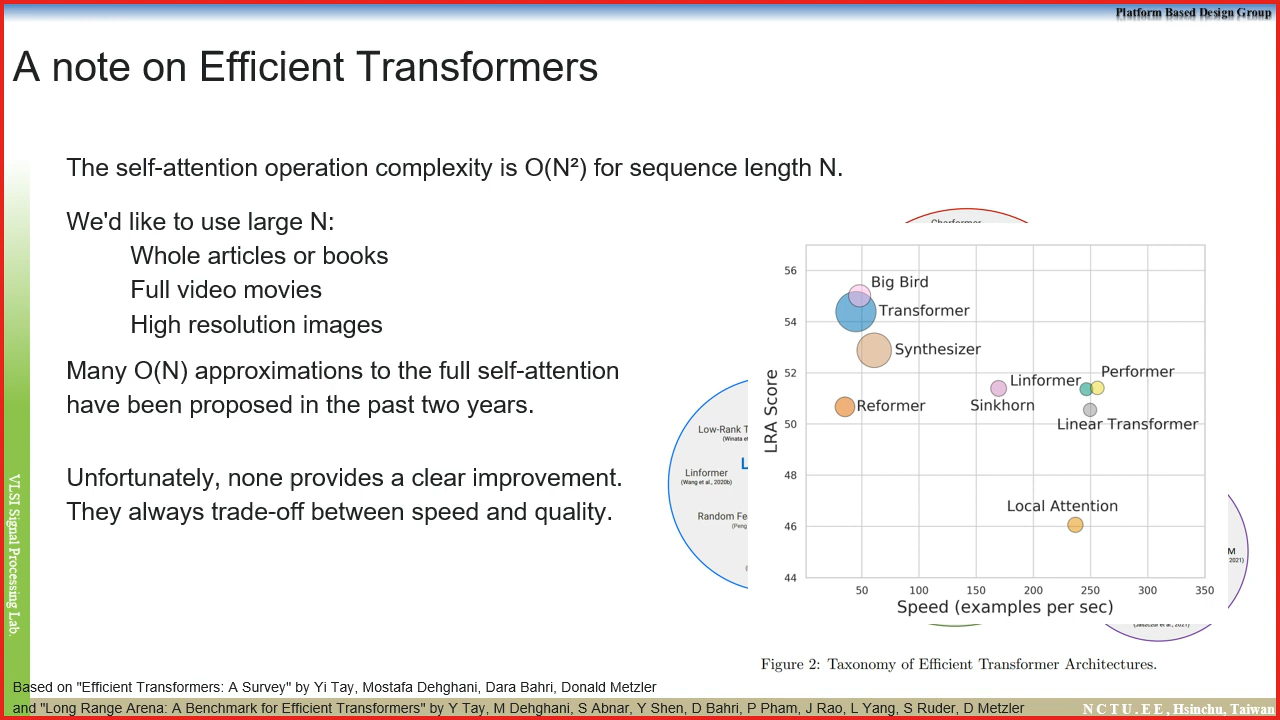 Platform Based Design Group
A note on Efficient Transformers
The self-attention operation complexity is O(N²) for sequence length N.
We'd like to use large N:
Whole articles or books
Full video movies
High resolution images
Many O(N) approximations to the full self-attention
have been proposed in the past two years.
Unfortunately, none provides a clear improvement.
They always trade-off between speed and quality.
VLSI Signal Processing Lab.
Low-Rank T
(Winata et
Linformer
(Wang et al., 2020b)
Random Fe
(Peng
LRA Score
56
54
52
50
48
46
44
Big Bird
Transformer
Synthesizer
Performer
Linformer
Reformer
Sinkhorn
Linear Transformer
Local Attention
50 100 150 200 250 300 350
Speed (examples per sec)
M
2021)
Figure 2: Taxonomy of Efficient Transformer Architectures.
Based on "Efficient Transformers: A Survey" by Yi Tay, Mostafa Dehghani, Dara Bahri, Donald Metzler
and "Long Range Arena: A Benchmark for Efficient Transformers" by Y Tay, M Dehghani, S Abnar, Y Shen, D Bahri, P Pham, J Rao, L Yang, S Ruder, D Metzler
N C T U . E E , Hsinchu, Taiwan